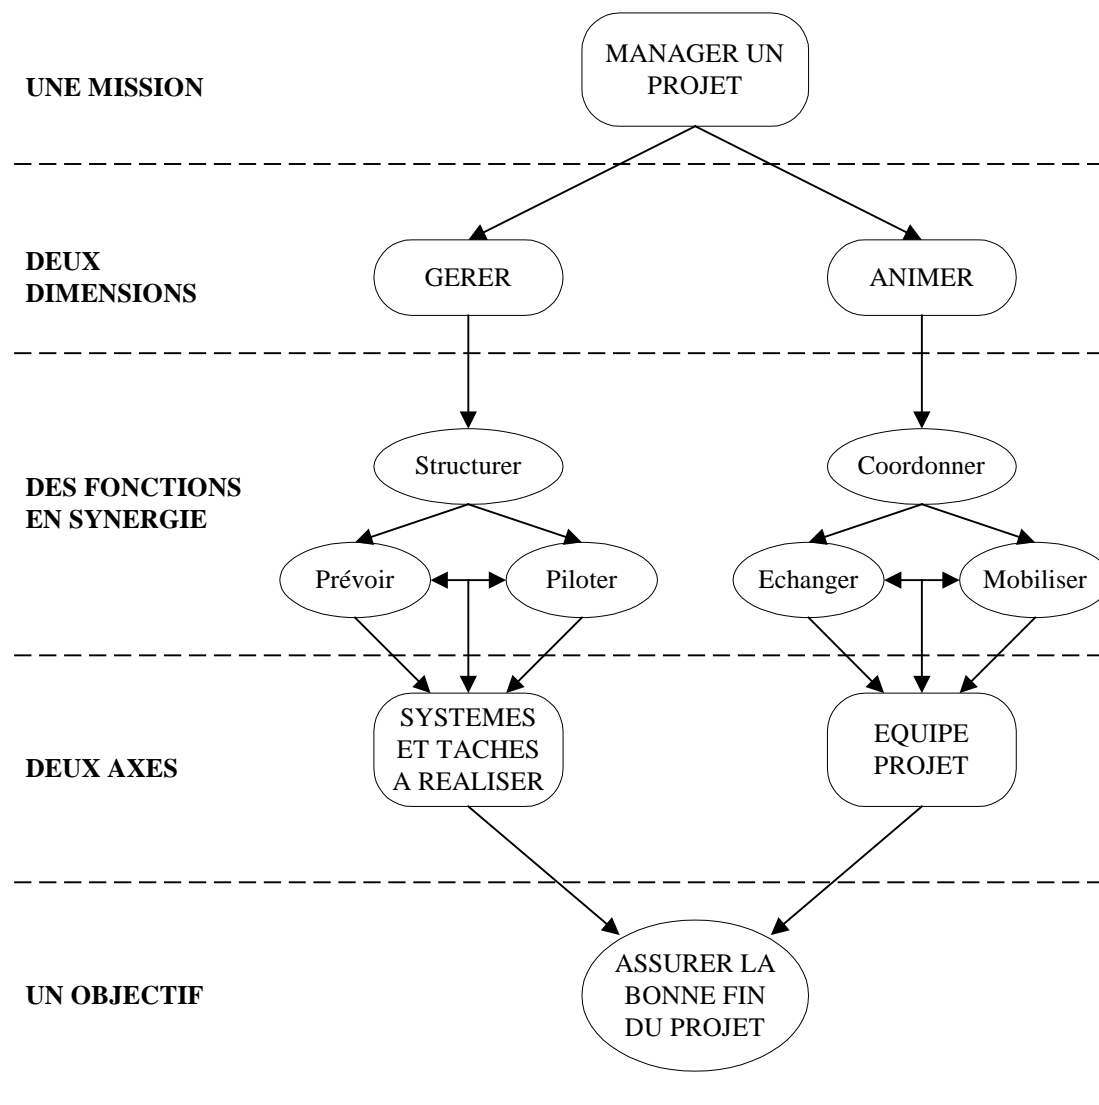 MANAGER UN
PROJET
UNE MISSION
DEUX
DIMENSIONS
GERER
ANIMER
Structurer
Coordonner
DES FONCTIONS
EN SYNERGIE
Prévoir
Piloter
Echanger
Mobiliser
SYSTEMES
ET TACHES
A REALISER
EQUIPE
PROJET
DEUX AXES
ASSURER LA
BONNE FIN
DU PROJET
UN OBJECTIF